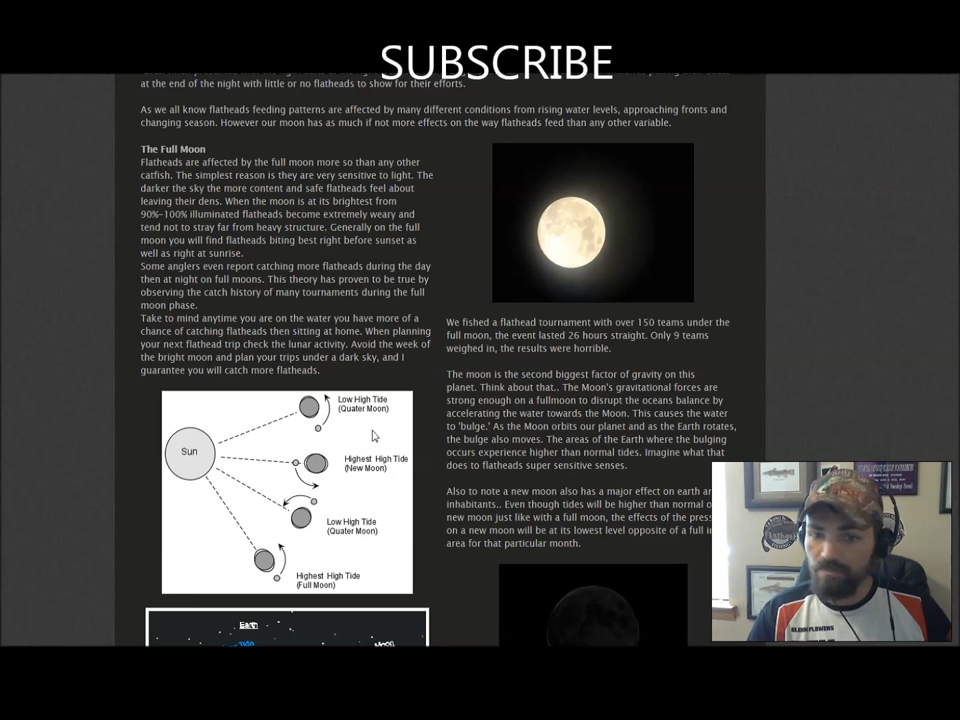 SUBSCRIBE
at the end of the night with little or no flatheads to show for their efforts.
As we all know flatheads feeding patterns are affected by many different conditions from rising water levels, approaching fronts and
changing season. However our moon has as much if not more effects on the way flatheads feed than any other variable.
The Full Moon
Flatheads are affected by the full moon more so than any other
catfish. The simplest reason is they are very sensitive to light. The
darker the sky the more content and safe flatheads feel about
leaving their dens. When the moon is at its brightest from
90%-100% illuminated flatheads become extremely weary and
tend not to stray far from heavy structure. Generally on the full
moon you will find flatheads biting best right before sunset as
well as right at sunrise.
Some anglers even report catching more flatheads during the day
then at night on full moons. This theory has proven to be true by
observing the catch history of many tournaments during the full
moon phase.
Take to mind anytime you are on the water you have more of a
chance of catching flatheads then sitting at home. When planning
your next flathead trip check the lunar activity. Avoid the week of
the bright moon and plan your trips under a dark sky, and I
guarantee you will catch more flatheads.
Sun
Low High Tide
(Quater Moon)
Highest High Tide
(New Moon)
Low High Tide
(Quater Moon)
Highest High Tide
(Full Moon)
Earth
Tide
Moon
We fished a flathead tournament with over 150 teams under the
full moon, the event lasted 26 hours straight. Only 9 teams
weighed in, the results were horrible.
The moon is the second biggest factor of gravity on this
planet. Think about that.. The Moon's gravitational forces are
strong enough on a fullmoon to disrupt the oceans balance by
accelerating the water towards the Moon. This causes the water
to 'bulge.' As the Moon orbits our planet and as the Earth rotates,
the bulge also moves. The areas of the Earth where the bulging
occurs experience higher than normal tides. Imagine what that
does to flatheads super sensitive senses.
Also to note a new moon also has a major effect on earth an
inhabitants.. Even though tides will be higher than normal o
new moon just like with a full moon, the effects of the press
on a new moon will be at its lowest level opposite of a full
area for that particular month.
GLENN FLOWERS